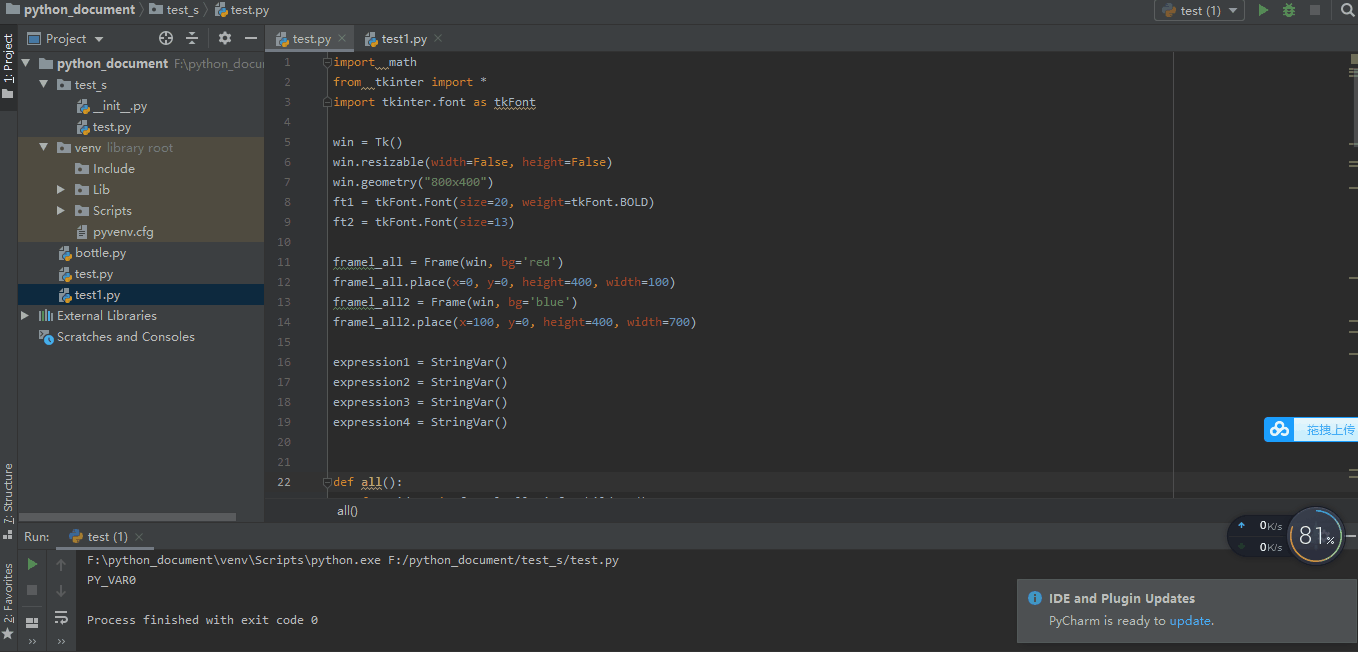 python_document test_s test.py test (1)
1: Project
Project
python_document F:\python_docu
test_s
__init__.py
test.py
venv library root
Include
Lib
Scripts
pyvenv.cfg
bottle.py
test.py
test1.py
External Libraries
Scratches and Consoles
7: Structure
2: Favorites
test.py test1.py
1 import math
2 from tkinter import *
3 import tkinter.font as tkFont
4
5 win = Tk()
6 win.resizable(width=False, height=False)
7 win.geometry("800x400")
8 ft1 = tkFont.Font(size=20, weight=tkFont.BOLD)
9 ft2 = tkFont.Font(size=13)
10
11 framel_all = Frame(win, bg='red')
12 framel_all.place(x=0, y=0, height=400, width=100)
13 framel_all2 = Frame(win, bg='blue')
14 framel_all2.place(x=100, y=0, height=400, width=700)
15
16 expression1 = StringVar()
17 expression2 = StringVar()
18 expression3 = StringVar()
19 expression4 = StringVar()
20
21
22 def all():
all()
拖拽上传
0K/s
0K/s
81%
Run: test (1)
F:\python_document\venv\Scripts\python.exe F:/python_document/test_s/test.py
PY_VAR0
Process finished with exit code 0
IDE and Plugin Updates
PyCharm is ready to update.